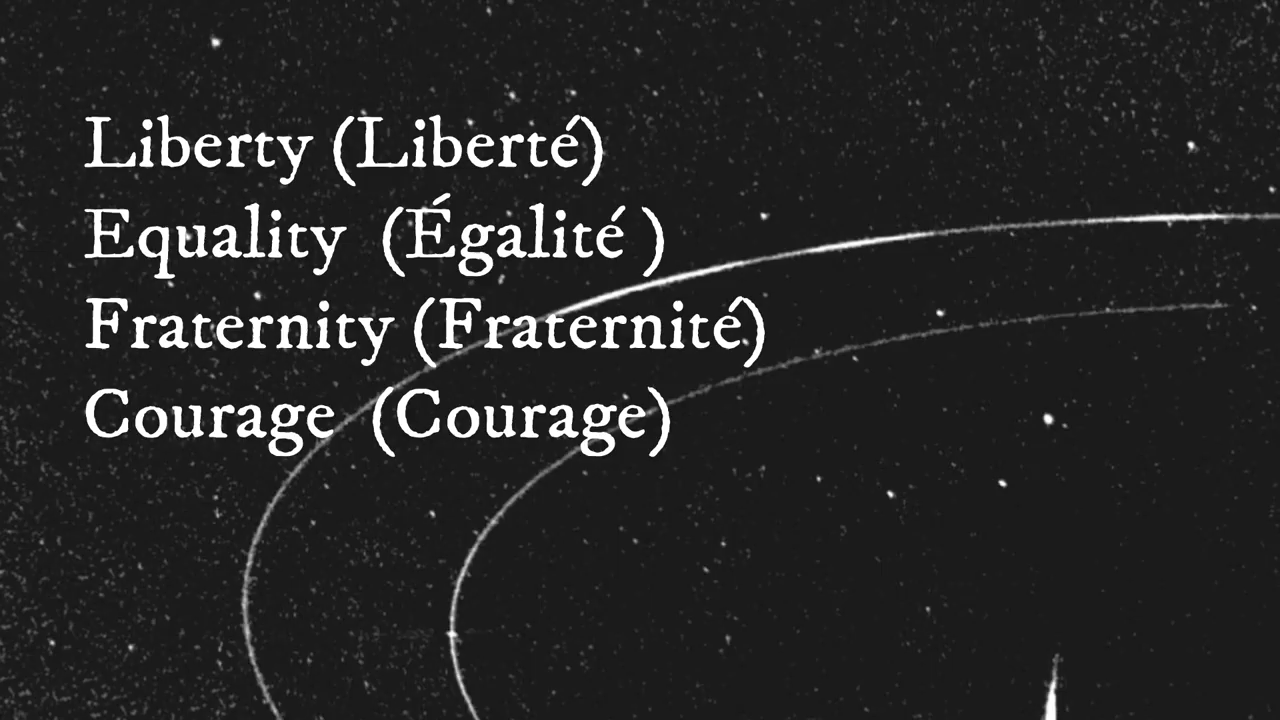 Liberty (Liberté)
Equality (Égalité )
Fraternity (Fraternité)
Courage (Courage)